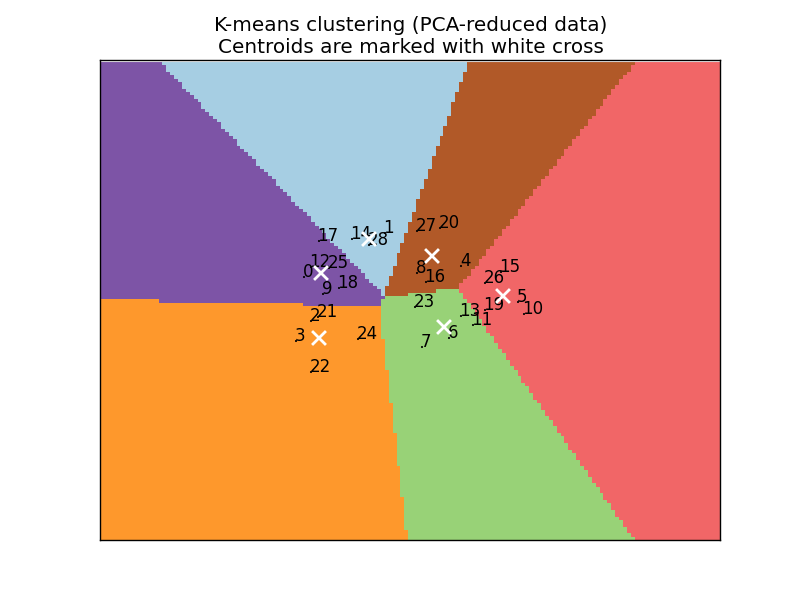 K-means clustering (PCA-reduced data)
Centroids are marked with white cross
27 20
1
17 14 28
12 25 8 4 15
0 16 26
9 18
23 5
2 21 13 19 10
11
3 24 7 6
22